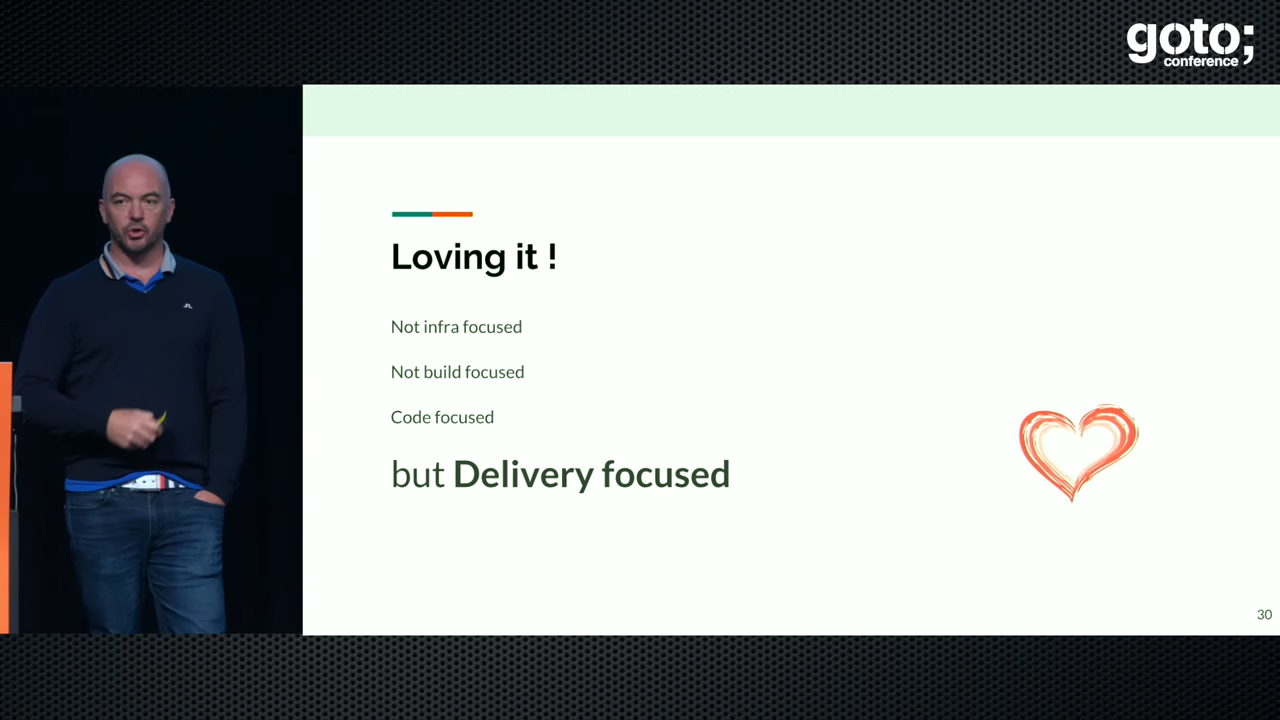 goto;
conference
Loving it !
Not infra focused
Not build focused
Code focused
but Delivery focused
30